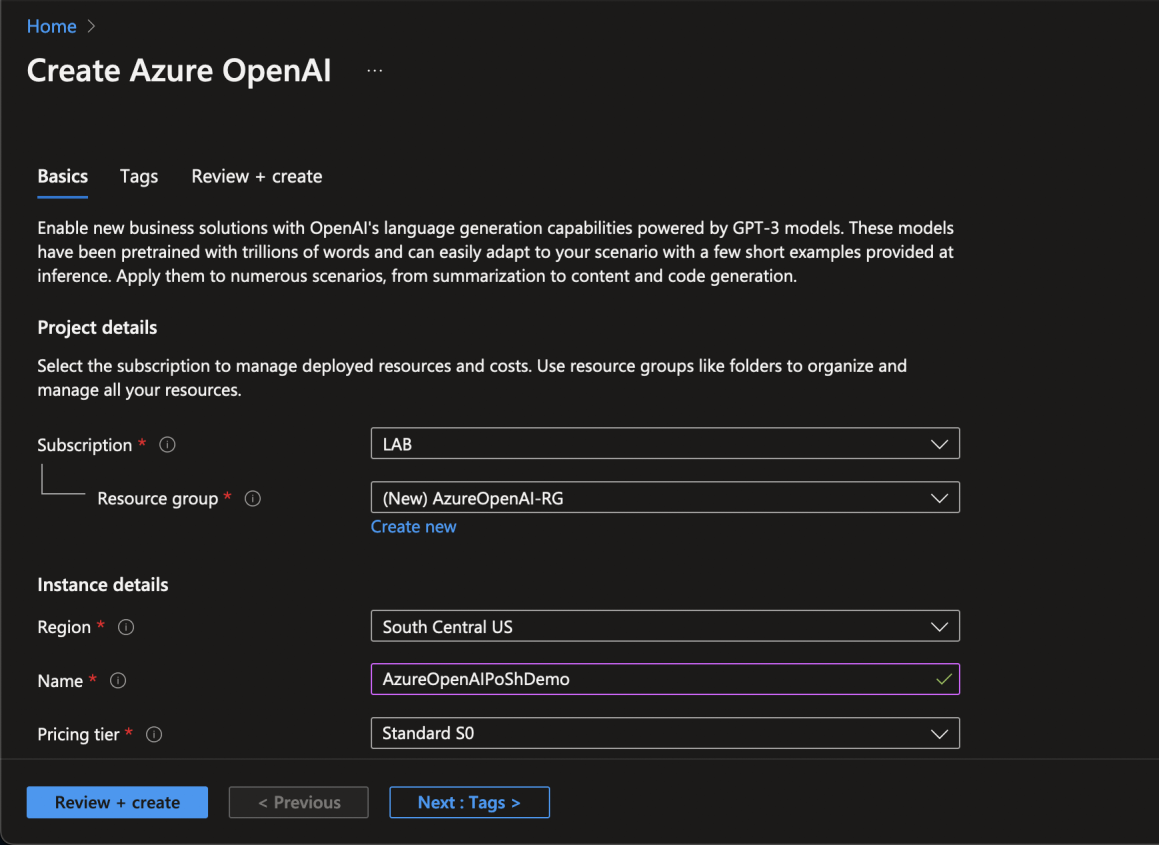 Home >
Create Azure OpenAI ...
Basics Tags Review + create
Enable new business solutions with OpenAI's language generation capabilities powered by GPT-3 models. These models
have been pretrained with trillions of words and can easily adapt to your scenario with a few short examples provided at
inference. Apply them to numerous scenarios, from summarization to content and code generation.
Project details
Select the subscription to manage deployed resources and costs. Use resource groups like folders to organize and
manage all your resources.
Subscription * LAB
Resource group * (New) AzureOpenAI-RG
Create new
Instance details
Region * South Central US
Name * AzureOpenAIPoShDemo
Pricing tier * Standard S0
Review + create < Previous Next : Tags >